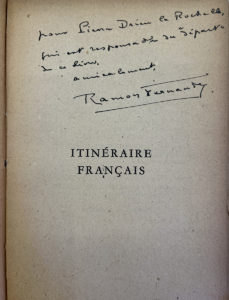 pour Pierre Drieu la Rochelle,
qui est responsable du départ
de ce livre,
amicalement,
Ramon Fernandez
ITINÉRAIRE
FRANÇAIS